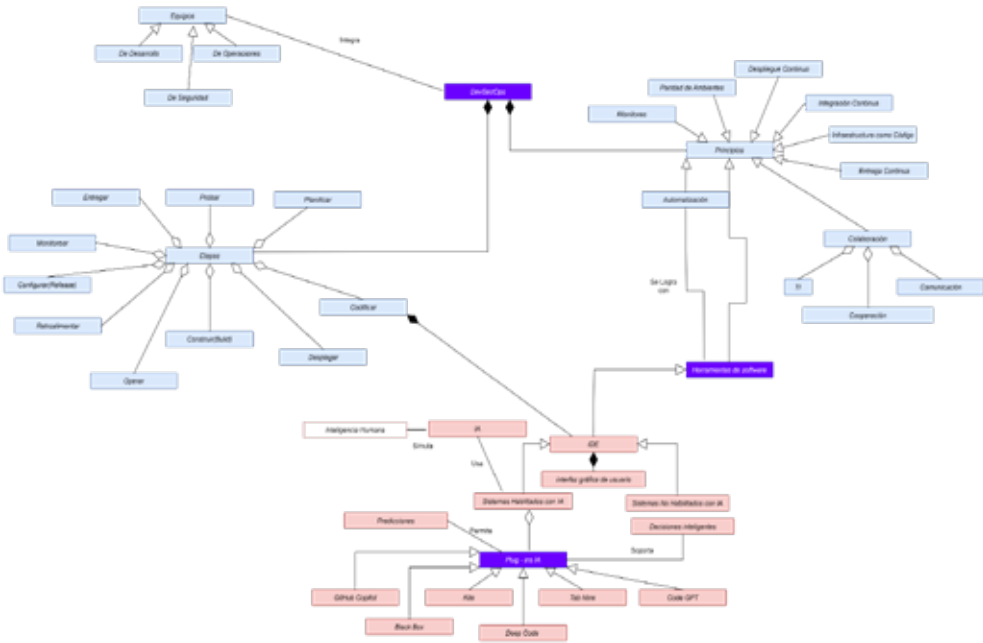 Equipos
De Desarrollo
De Operaciones
De Seguridad
Integra
DevSecOps
Despliegue Continuo
Paridad de Ambientes
Integración Continua
Monitoreo
Infraestructura como Código
Principios
Entrega Continua
Automatización
Colaboración
Comunicación
Cooperación
Entregar
Probar
Planificar
Monitorear
Etapas
Configurar(Release)
Codificar
Retroalimentar
Construir(Build)
Desplegar
Operar
Se Logra
con
Herramientas de software
Inteligencia Humana
IA
Simula
IDE
Usa
Interfaz gráfica de usuario
Sistemas Habilitados con IA
Sistemas No Habilitados con IA
Predicciones
Decisiones inteligentes
Permite
Plug - ins IA
Soporta
GitHub Copilot
Kite
Tab Nine
Code GPT
Black Box
Deep Code